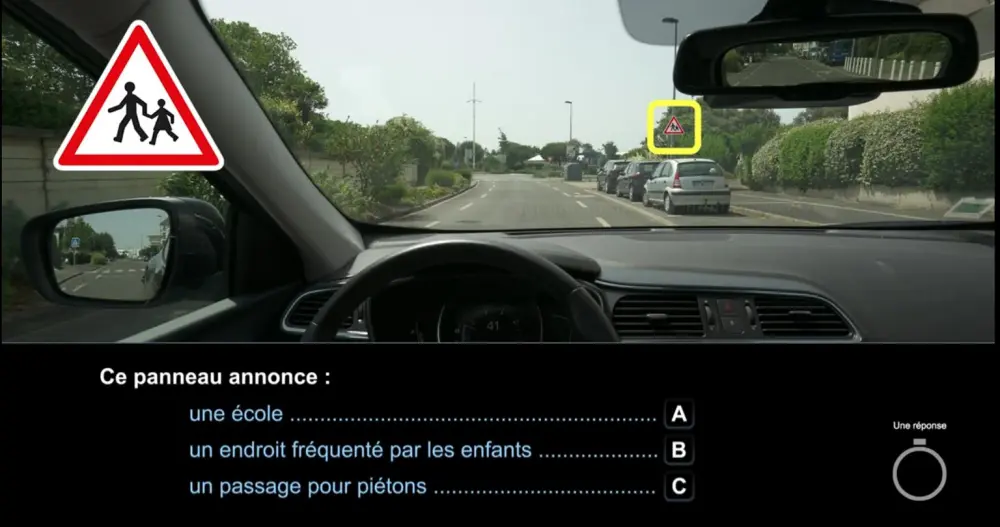 41
Ce panneau annonce :
une école ........................................................... A
un endroit fréquenté par les enfants .................... B
un passage pour piétons ..................................... C
Une réponse